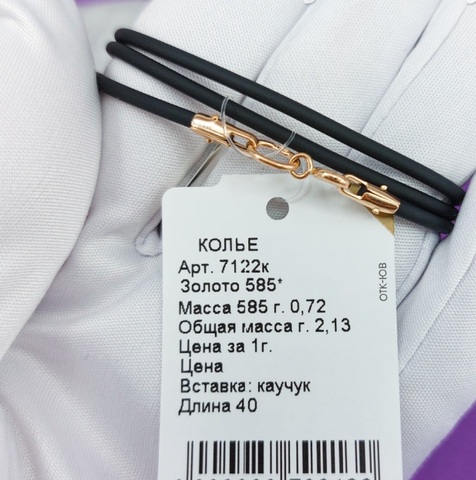 КОЛЬЕ
Арт. 7122к
Золото 585*
Масса 585 г. 0,72
Общая масса г. 2,13
Цена за 1г.
Цена
Вставка: каучук
Длина 40
ОТК-ЮВ